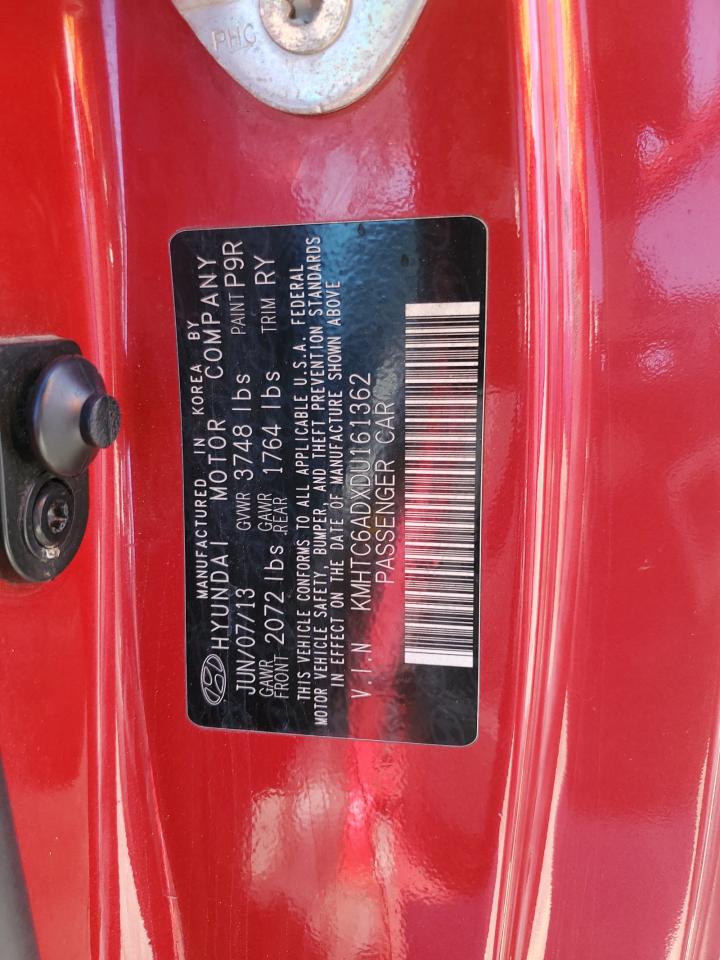 PHC
MANUFACTURED IN KOREA BY
HYUNDAI MOTOR COMPANY
JUN/07/13 GVWR 3748 lbs PAINT P9R
GAWR FRONT 2072 lbs GAWR REAR 1764 lbs TRIM RY
THIS VEHICLE CONFORMS TO ALL APPLICABLE U.S.A. FEDERAL
MOTOR VEHICLE SAFETY, BUMPER, AND THEFT PREVENTION STANDARDS
IN EFFECT ON THE DATE OF MANUFACTURE SHOWN ABOVE
V.I.N KMHTC6ADXDU161362
PASSENGER CAR